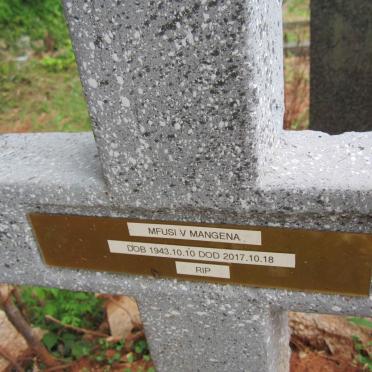 MFUSI V MANGENA
DOB 1943.10.10 DOD 2017.10.18
RIP